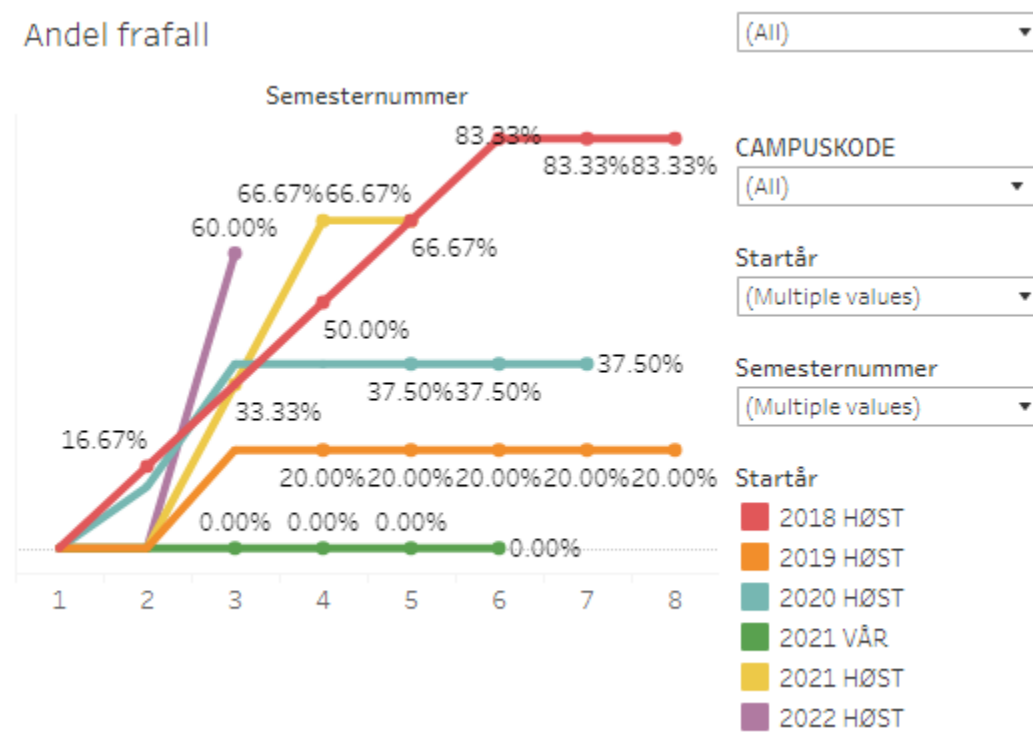 Andel frafall
(All)
Semesternummer
83.33%
83.33%83.33%
CAMPUSKODE
(All)
66.67%66.67%
60.00%
66.67%
Startår
(Multiple values)
50.00%
37.50%
37.50%37.50%
Semesternummer
(Multiple values)
33.33%
16.67%
20.00%20.00%20.00%20.00%20.00%
Startår
0.00% 0.00% 0.00%
0.00%
2018 HØST
2019 HØST
2020 HØST
2021 VÅR
2021 HØST
2022 HØST
1 2 3 4 5 6 7 8